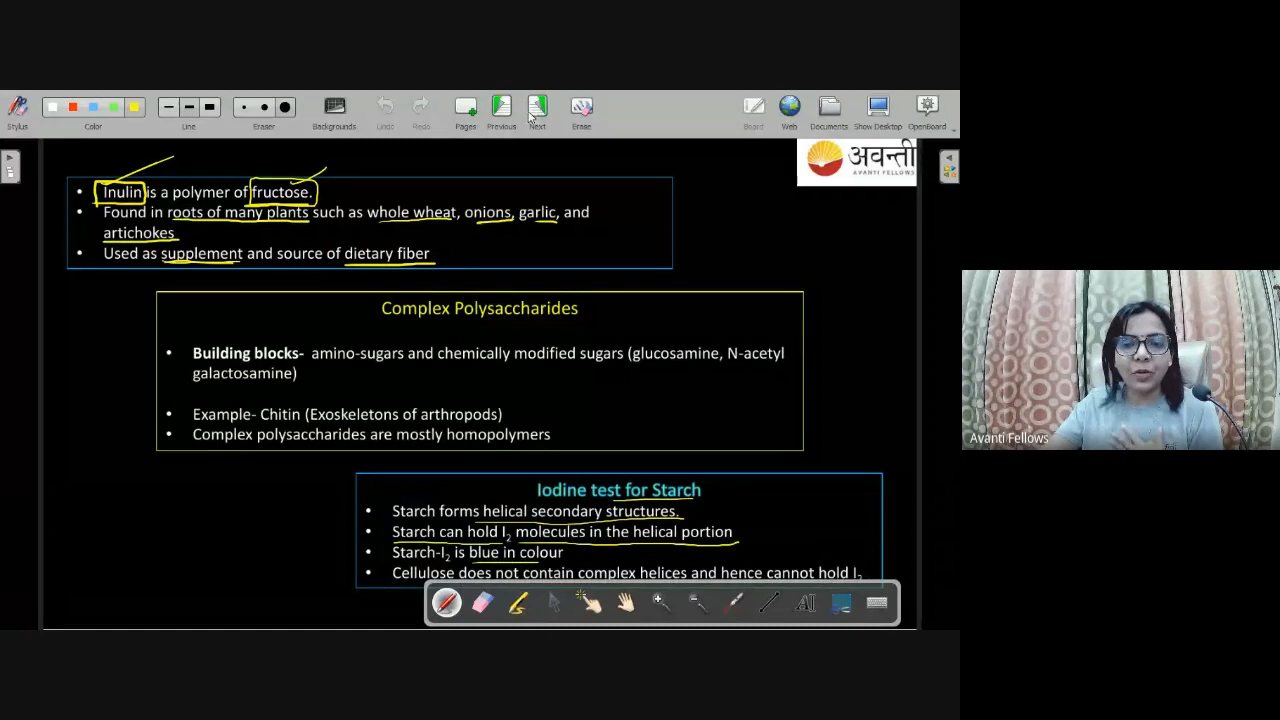 Stylus
Color
Line
Eraser
Backgrounds
Undo
Redo
Pages
Previous
Next
Erase
Board
Web
Documents
Show Desktop
OpenBoard
अवन्ती
AVANTI FELLOWS
• Inulin is a polymer of fructose.
• Found in roots of many plants such as whole wheat, onions, garlic, and
artichokes
• Used as supplement and source of dietary fiber
Complex Polysaccharides
• Building blocks- amino-sugars and chemically modified sugars (glucosamine, N-acetyl
galactosamine)
• Example- Chitin (Exoskeletons of arthropods)
• Complex polysaccharides are mostly homopolymers
Iodine test for Starch
• Starch forms helical secondary structures.
• Starch can hold I₂ molecules in the helical portion
• Starch-I₂ is blue in colour
• Cellulose does not contain complex helices and hence cannot hold I₂
AI
Avanti Fellows